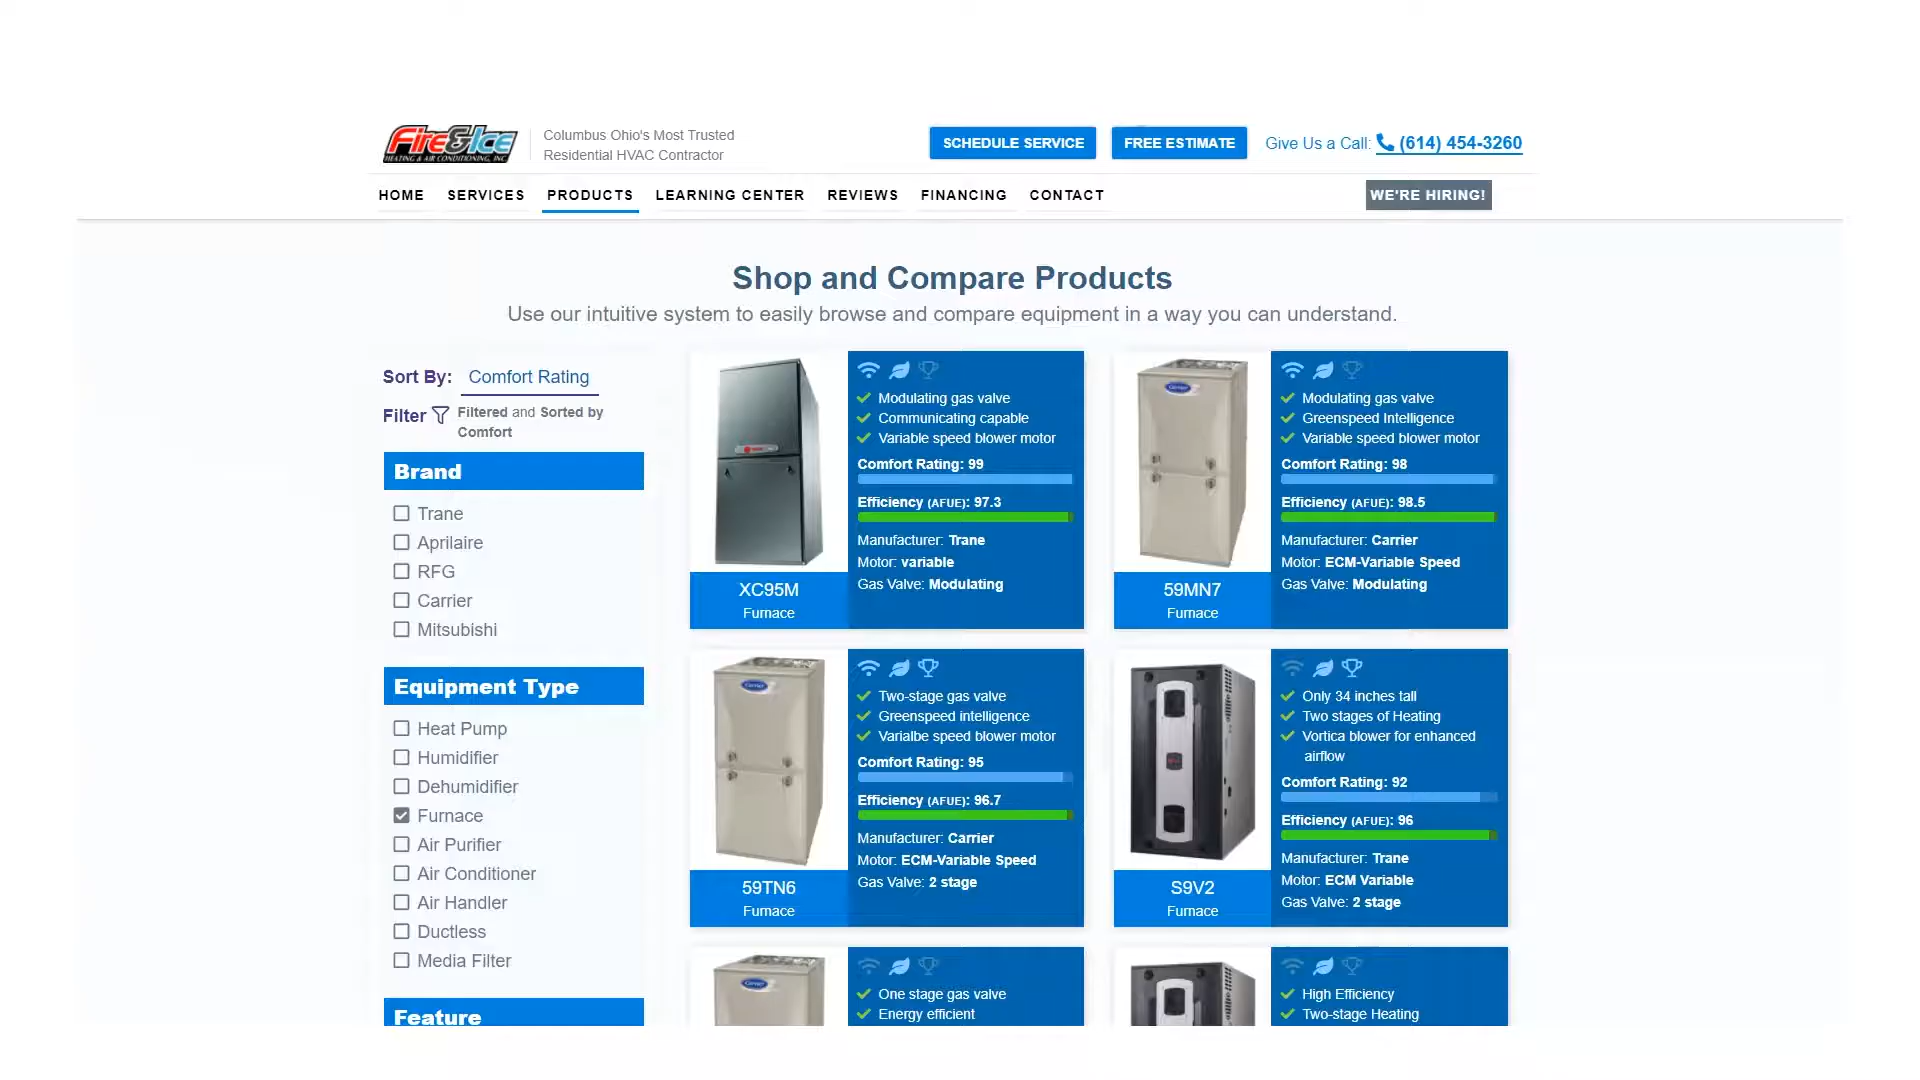 Fire & Ice
HEATING & AIR CONDITIONING, INC
Columbus Ohio's Most Trusted
Residential HVAC Contractor
SCHEDULE SERVICE
FREE ESTIMATE
Give Us a Call: (614) 454-3260
HOME
SERVICES
PRODUCTS
LEARNING CENTER
REVIEWS
FINANCING
CONTACT
WE'RE HIRING!
Shop and Compare Products
Use our intuitive system to easily browse and compare equipment in a way you can understand.
Sort By: Comfort Rating
Filter
Filtered and Sorted by
Comfort
Brand
Trane
Aprilaire
RFG
Carrier
Mitsubishi
Equipment Type
Heat Pump
Humidifier
Dehumidifier
Furnace
Air Purifier
Air Conditioner
Air Handler
Ductless
Media Filter
Feature
XC95M
Furnace
Modulating gas valve
Communicating capable
Variable speed blower motor
Comfort Rating: 99
Efficiency (AFUE): 97.3
Manufacturer: Trane
Motor: variable
Gas Valve: Modulating
Carrier
59MN7
Furnace
Modulating gas valve
Greenspeed Intelligence
Variable speed blower motor
Comfort Rating: 98
Efficiency (AFUE): 98.5
Manufacturer: Carrier
Motor: ECM-Variable Speed
Gas Valve: Modulating
Carrier
59TN6
Furnace
Two-stage gas valve
Greenspeed intelligence
Varialbe speed blower motor
Comfort Rating: 95
Efficiency (AFUE): 96.7
Manufacturer: Carrier
Motor: ECM-Variable Speed
Gas Valve: 2 stage
S9V2
Furnace
Only 34 inches tall
Two stages of Heating
Vortica blower for enhanced
airflow
Comfort Rating: 92
Efficiency (AFUE): 96
Manufacturer: Trane
Motor: ECM Variable
Gas Valve: 2 stage
Carrier
One stage gas valve
Energy efficient
High Efficiency
Two-stage Heating